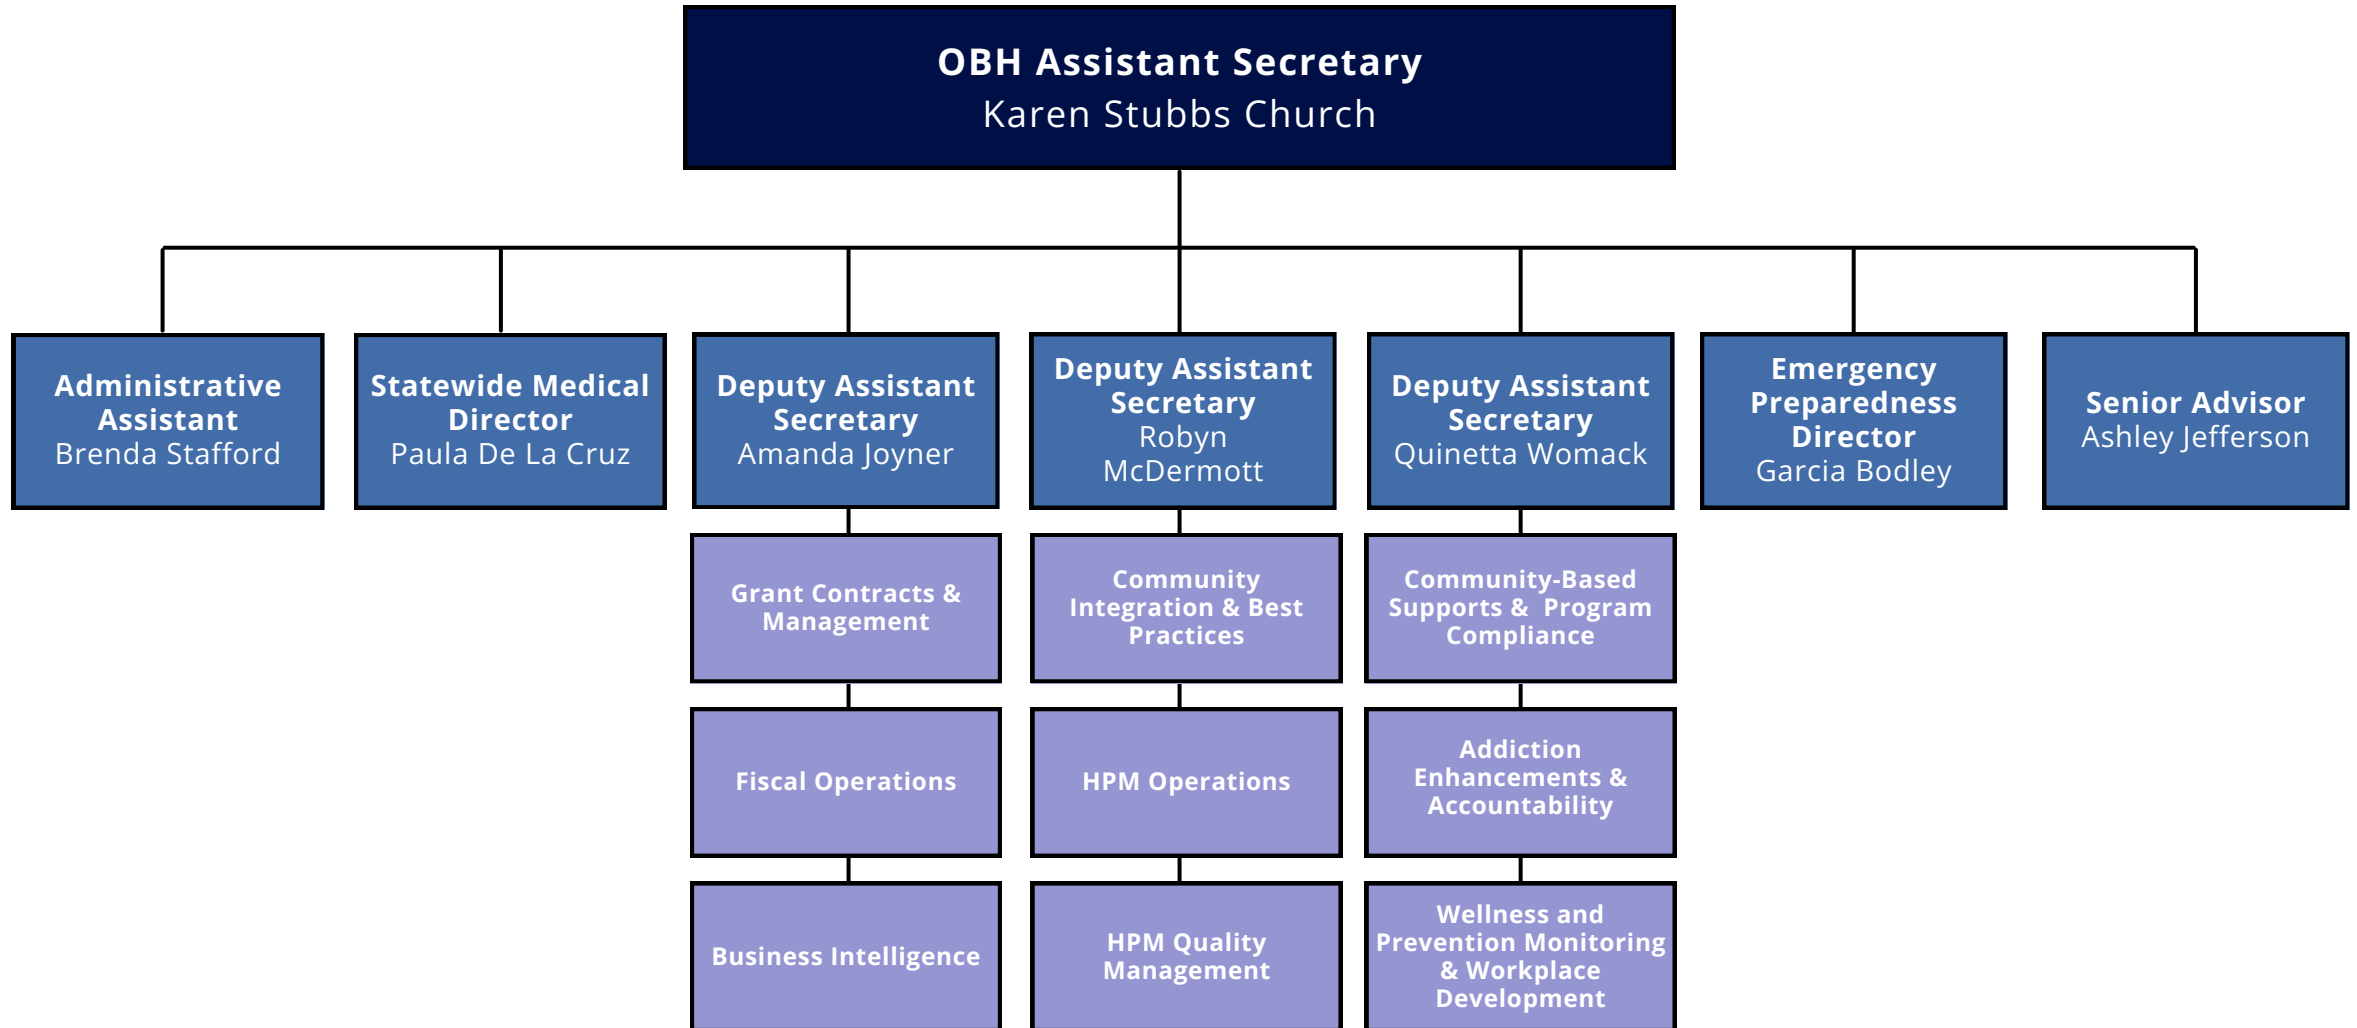 OBH Assistant Secretary
Karen Stubbs Church
Administrative
Assistant
Brenda Stafford
Statewide Medical
Director
Paula De La Cruz
Deputy Assistant
Secretary
Amanda Joyner
Deputy Assistant
Secretary
Robyn
McDermott
Deputy Assistant
Secretary
Quinetta Womack
Emergency
Preparedness
Director
Garcia Bodley
Senior Advisor
Ashley Jefferson
Grant Contracts &
Management
Community
Integration & Best
Practices
Community-Based
Supports &  Program
Compliance
Fiscal Operations
HPM Operations
Addiction
Enhancements &
Accountability
Business Intelligence
HPM Quality
Management
Wellness and
Prevention Monitoring
& Workplace
Development